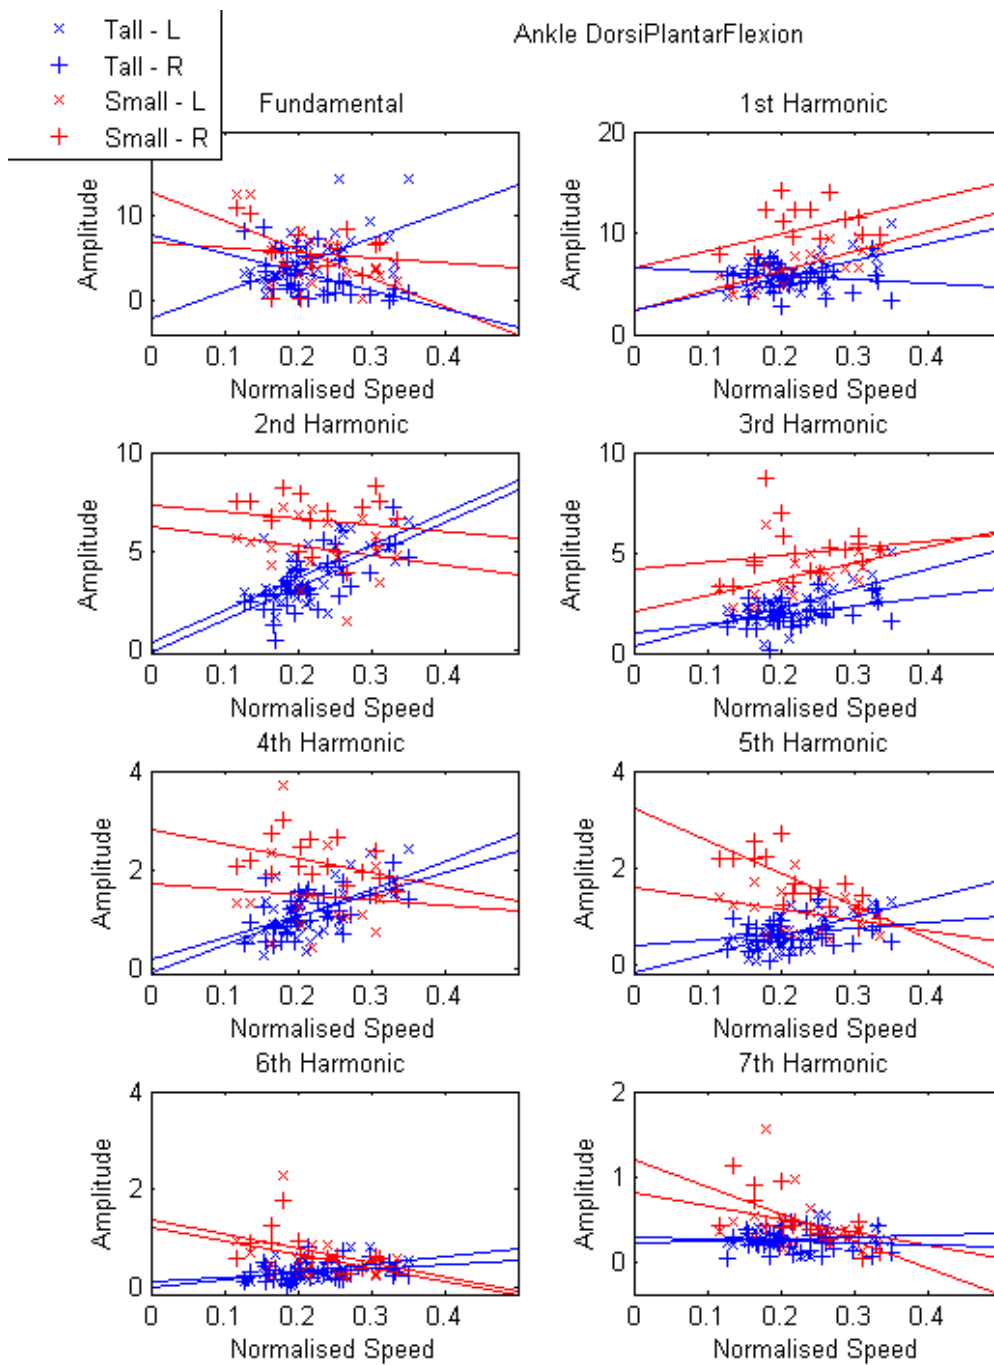 Tall - L
Tall - R
Small - L
Small - R
Ankle DorsiPlantarFlexion
Fundamental
Amplitude
10
0
0 0.1 0.2 0.3 0.4
Normalised Speed
1st Harmonic
Amplitude
20
10
0
0 0.1 0.2 0.3 0.4
Normalised Speed
2nd Harmonic
Amplitude
10
5
0
0 0.1 0.2 0.3 0.4
Normalised Speed
3rd Harmonic
Amplitude
10
5
0
0 0.1 0.2 0.3 0.4
Normalised Speed
4th Harmonic
Amplitude
4
2
0
0 0.1 0.2 0.3 0.4
Normalised Speed
5th Harmonic
Amplitude
4
2
0
0 0.1 0.2 0.3 0.4
Normalised Speed
6th Harmonic
Amplitude
4
2
0
0 0.1 0.2 0.3 0.4
Normalised Speed
7th Harmonic
Amplitude
2
1
0
0 0.1 0.2 0.3 0.4
Normalised Speed